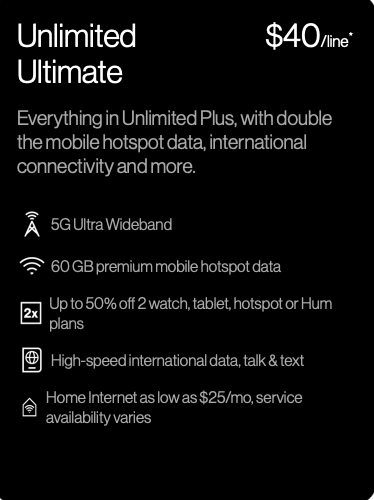 Unlimited
Ultimate
$40/line*
Everything in Unlimited Plus, with double
the mobile hotspot data, international
connectivity and more.
5G Ultra Wideband
60 GB premium mobile hotspot data
2x
Up to 50% off 2 watch, tablet, hotspot or Hum
plans
High-speed international data, talk & text
Home Internet as low as $25/mo, service
availability varies